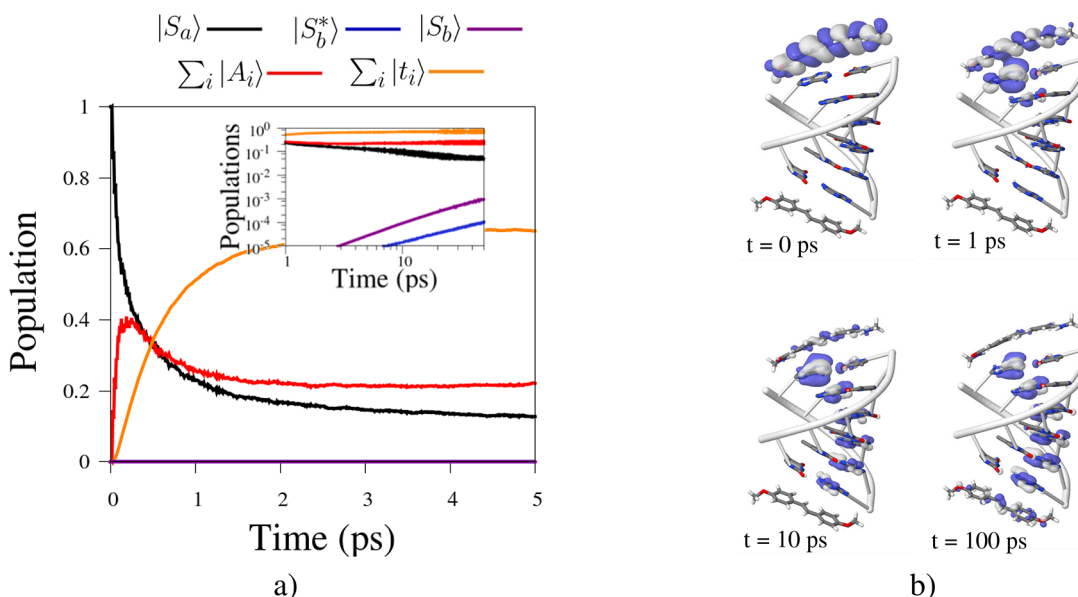 |S_a⟩ |S_b^*⟩ |S_b⟩
∑_i |A_i⟩ ∑_i |t_i⟩
1
0.8
0.6
0.4
0.2
0
Population
0 1 2 3 4 5
Time (ps)
10^0
10^-1
10^-2
10^-3
10^-4
10^-5
Populations
1 10
Time (ps)
a)
t = 0 ps
t = 1 ps
t = 10 ps
t = 100 ps
b)